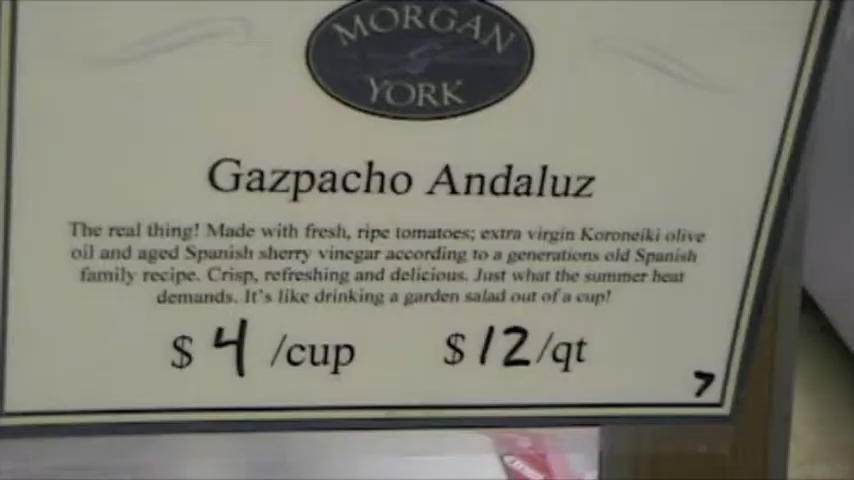 MORGAN
YORK
Gazpacho Andaluz
The real thing! Made with fresh, ripe tomatoes; extra virgin Koroneiki olive
oil and aged Spanish sherry vinegar according to a generations old Spanish
family recipe. Crisp, refreshing and delicious. Just what the summer heat
demands. It's like drinking a garden salad out of a cup!
$ 4 /cup $12/qt
7